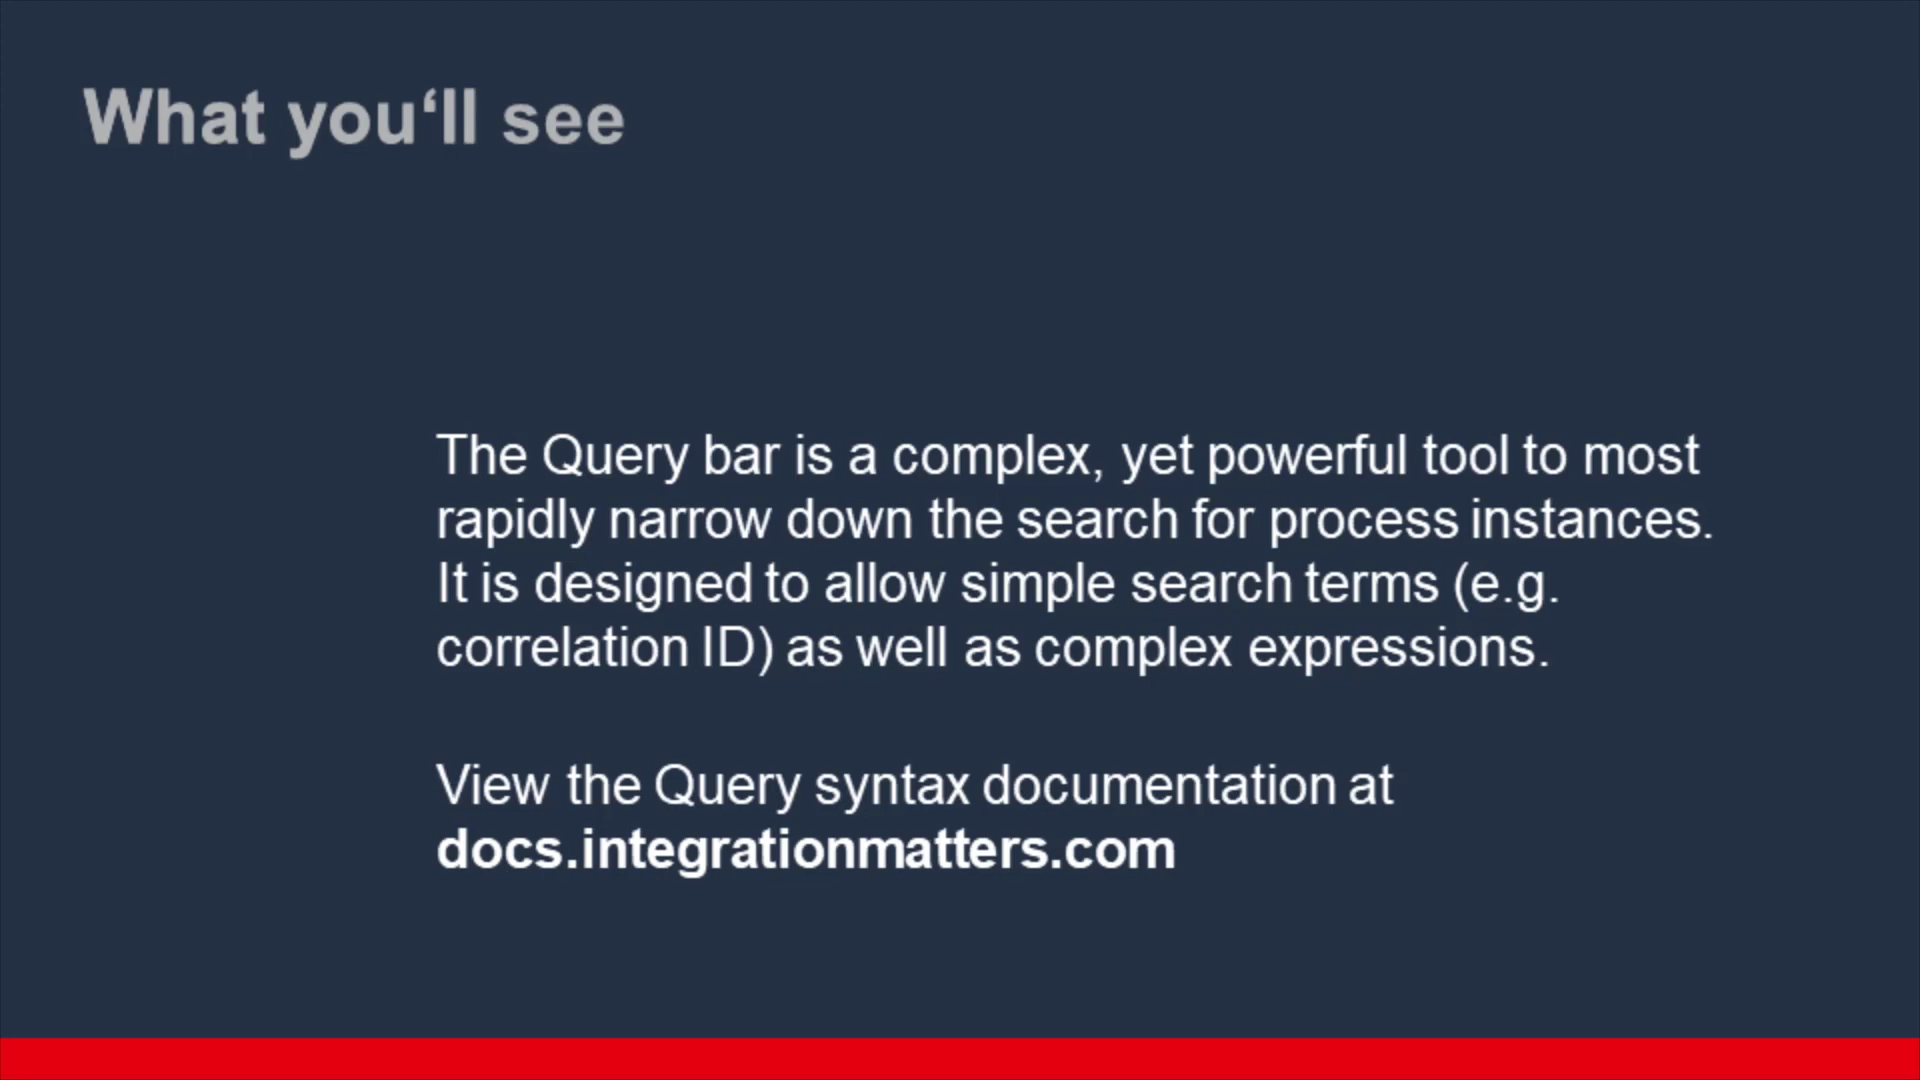 What you‘ll see
The Query bar is a complex, yet powerful tool to most
rapidly narrow down the search for process instances.
It is designed to allow simple search terms (e.g.
correlation ID) as well as complex expressions.
View the Query syntax documentation at
docs.integrationmatters.com